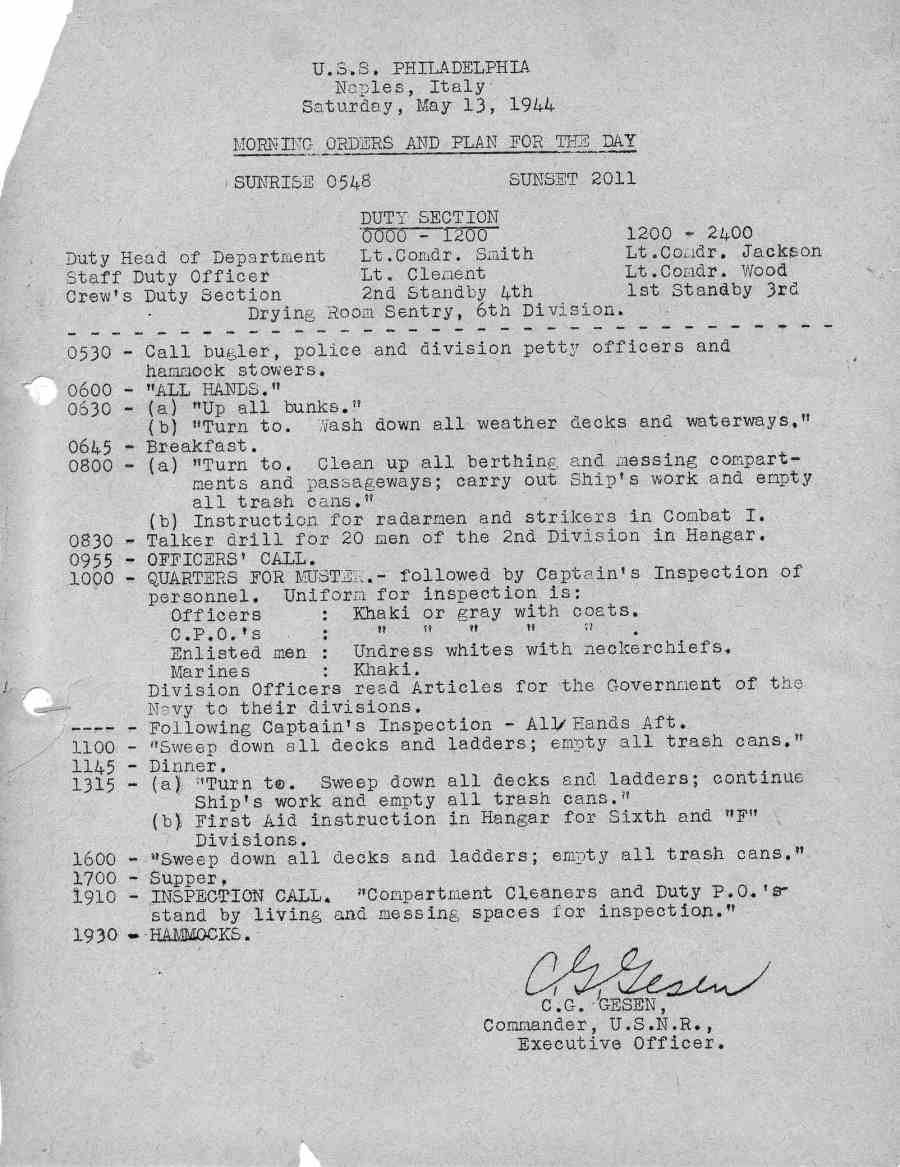 U.S.S. PHILADELPHIA
Naples, Italy
Saturday, May 13, 1944
MORNING ORDERS AND PLAN FOR THE DAY
SUNRISE 0548 SUNSET 2011
DUTY SECTION
0000 - 1200 1200 - 2400
Duty Head of Department Lt.Comdr. Smith Lt.Comdr. Jackson
Staff Duty Officer Lt. Clement Lt.Comdr. Wood
Crew's Duty Section 2nd Standby 4th 1st Standby 3rd
Drying Room Sentry, 6th Division.
- - - - - - - - - - - - - - - - - - - - - - - - - - - - - - - - -
0530 - Call bugler, police and division petty officers and
hammock stowers.
0600 - "ALL HANDS."
0630 - (a) "Up all bunks."
(b) "Turn to. Wash down all weather decks and waterways."
0645 - Breakfast.
0800 - (a) "Turn to. Clean up all berthing and messing compart-
ments and passageways; carry out Ship's work and empty
all trash cans."
(b) Instruction for radarmen and strikers in Combat I.
0830 - Talker drill for 20 men of the 2nd Division in Hangar.
0955 - OFFICERS' CALL.
1000 - QUARTERS FOR MUSTER.- followed by Captain's Inspection of
personnel. Uniform for inspection is:
Officers : Khaki or gray with coats.
C.P.O.'s : " " " " " .
Enlisted men : Undress whites with neckerchiefs.
Marines : Khaki.
Division Officers read Articles for the Government of the
Navy to their divisions.
---- - Following Captain's Inspection - All Hands Aft.
1100 - "Sweep down all decks and ladders; empty all trash cans."
1145 - Dinner.
1315 - (a) "Turn to. Sweep down all decks and ladders; continue
Ship's work and empty all trash cans."
(b) First Aid instruction in Hangar for Sixth and "F"
Divisions.
1600 - "Sweep down all decks and ladders; empty all trash cans."
1700 - Supper.
1910 - INSPECTION CALL. "Compartment Cleaners and Duty P.O.'s
stand by living and messing spaces for inspection."
1930 - HAMMOCKS.
C.G. Gesen
C.G. GESEN,
Commander, U.S.N.R.,
Executive Officer.